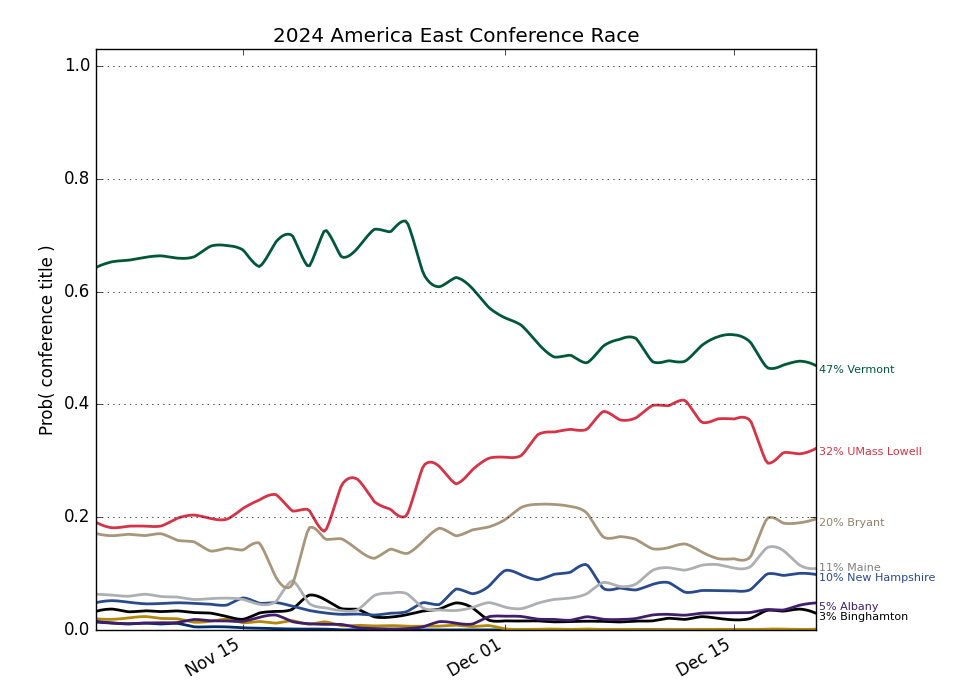 2024 America East Conference Race
Prob( conference title )
1.0
0.8
0.6
0.4
0.2
0.0
47% Vermont
32% UMass Lowell
20% Bryant
11% Maine
10% New Hampshire
5% Albany
3% Binghamton
Nov 15
Dec 01
Dec 15